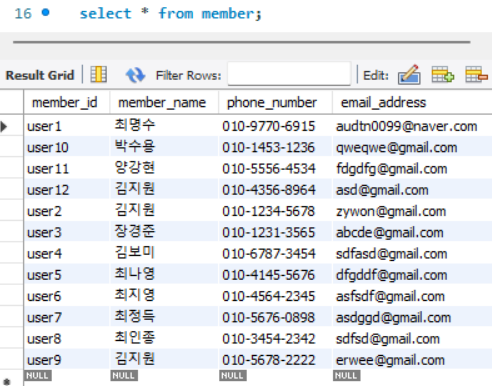 16 select * from member;
Result Grid Filter Rows: Edit:
member_id member_name phone_number email_address
user1 최명수 010-9770-6915 audtn0099@naver.com
user10 박수용 010-1453-1236 qweqwe@gmail.com
user11 양강현 010-5556-4534 fdgdfg@gmail.com
user12 김지원 010-4356-8964 asd@gmail.com
user2 김지원 010-1234-5678 zywon@gmail.com
user3 장경준 010-1231-3565 abcde@gmail.com
user4 김보미 010-6787-3454 sdfasd@gmail.com
user5 최나영 010-4145-5676 dfgddf@gmail.com
user6 최지영 010-4564-2345 asfsdf@gmail.com
user7 최정득 010-5676-0898 asdggd@gmail.com
user8 최인종 010-3454-2342 sdfsd@gmail.com
user9 김지원 010-5678-2222 erwee@gmail.com
NULL NULL NULL NULL